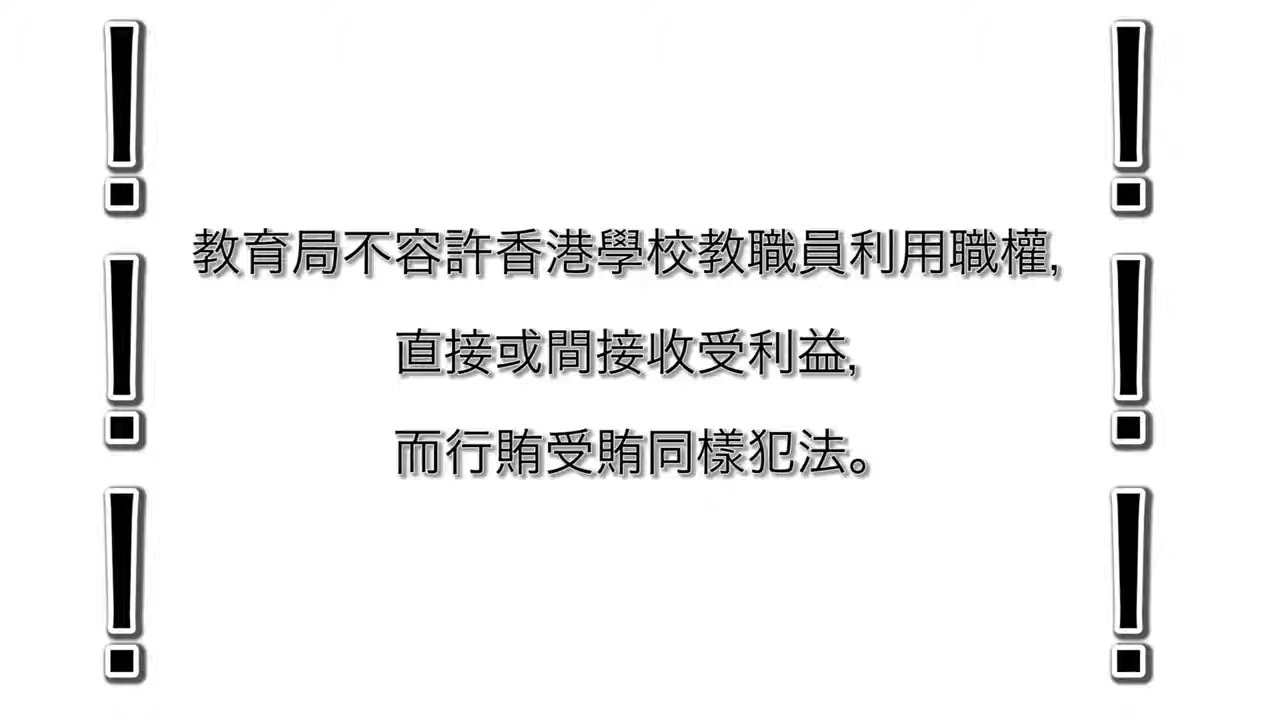 教育局不容許香港學校教職員利用職權,
直接或間接收受利益,
而行賄受賄同樣犯法。